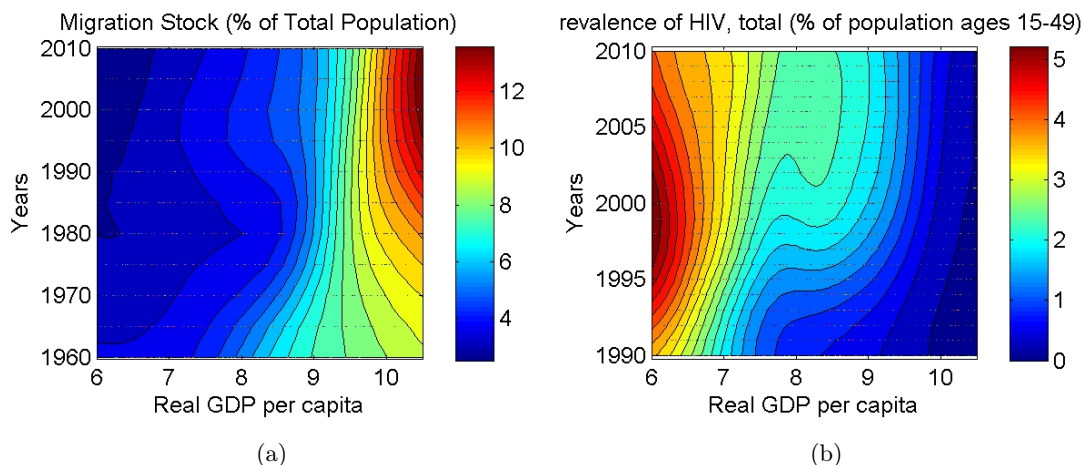 Migration Stock (% of Total Population)
2010
2000
1990
1980
1970
1960
Years
6 7 8 9 10
Real GDP per capita
12
10
8
6
4
(a)
revalence of HIV, total (% of population ages 15-49)
2010
2005
2000
1995
1990
Years
6 7 8 9 10
Real GDP per capita
5
4
3
2
1
0
(b)